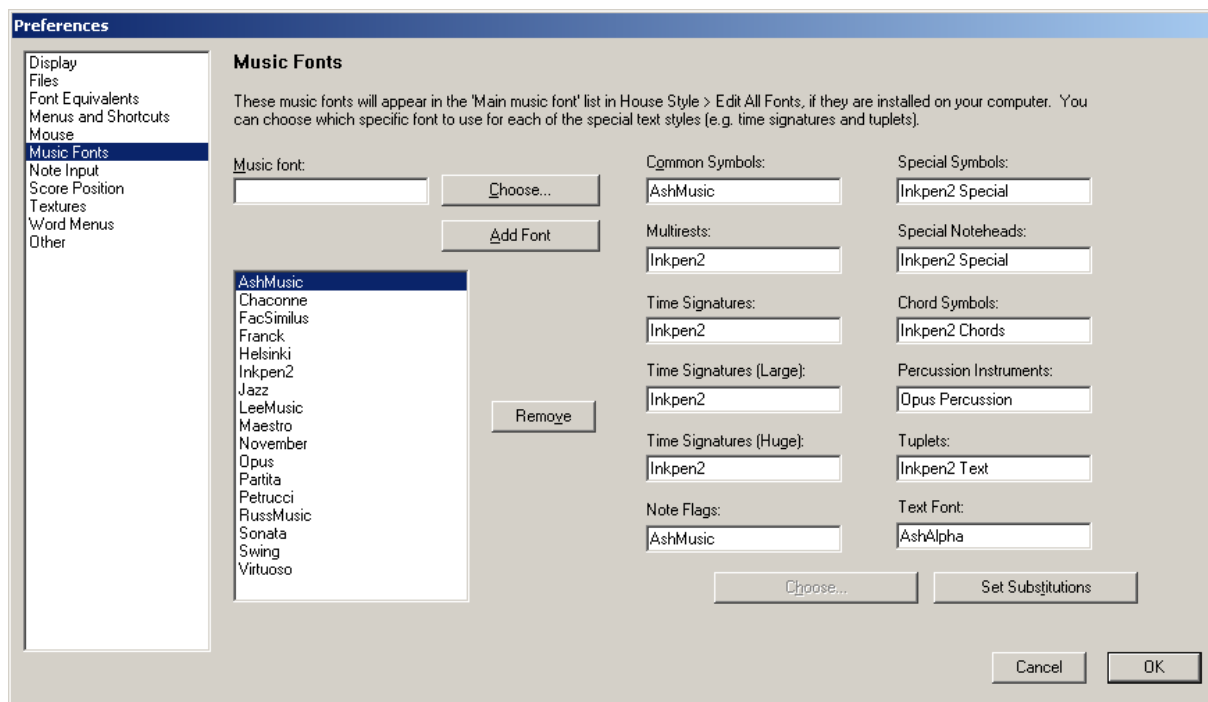 Preferences
Display
Files
Font Equivalents
Menus and Shortcuts
Mouse
Music Fonts
Note Input
Score Position
Textures
Word Menus
Other
Music Fonts
These music fonts will appear in the 'Main music font' list in House Style > Edit All Fonts, if they are installed on your computer. You
can choose which specific font to use for each of the special text styles (e.g. time signatures and tuplets).
Music font:
Choose...
Add Font
AshMusic
Chaconne
FacSimilus
Franck
Helsinki
Inkpen2
Jazz
LeeMusic
Maestro
November
Opus
Partita
Petrucci
RussMusic
Sonata
Swing
Virtuoso
Remove
Common Symbols:
AshMusic
Multirests:
Inkpen2
Time Signatures:
Inkpen2
Time Signatures (Large):
Inkpen2
Time Signatures (Huge):
Inkpen2
Note Flags:
AshMusic
Special Symbols:
Inkpen2 Special
Special Noteheads:
Inkpen2 Special
Chord Symbols:
Inkpen2 Chords
Percussion Instruments:
Opus Percussion
Tuplets:
Inkpen2 Text
Text Font:
AshAlpha
Choose...
Set Substitutions
Cancel
OK